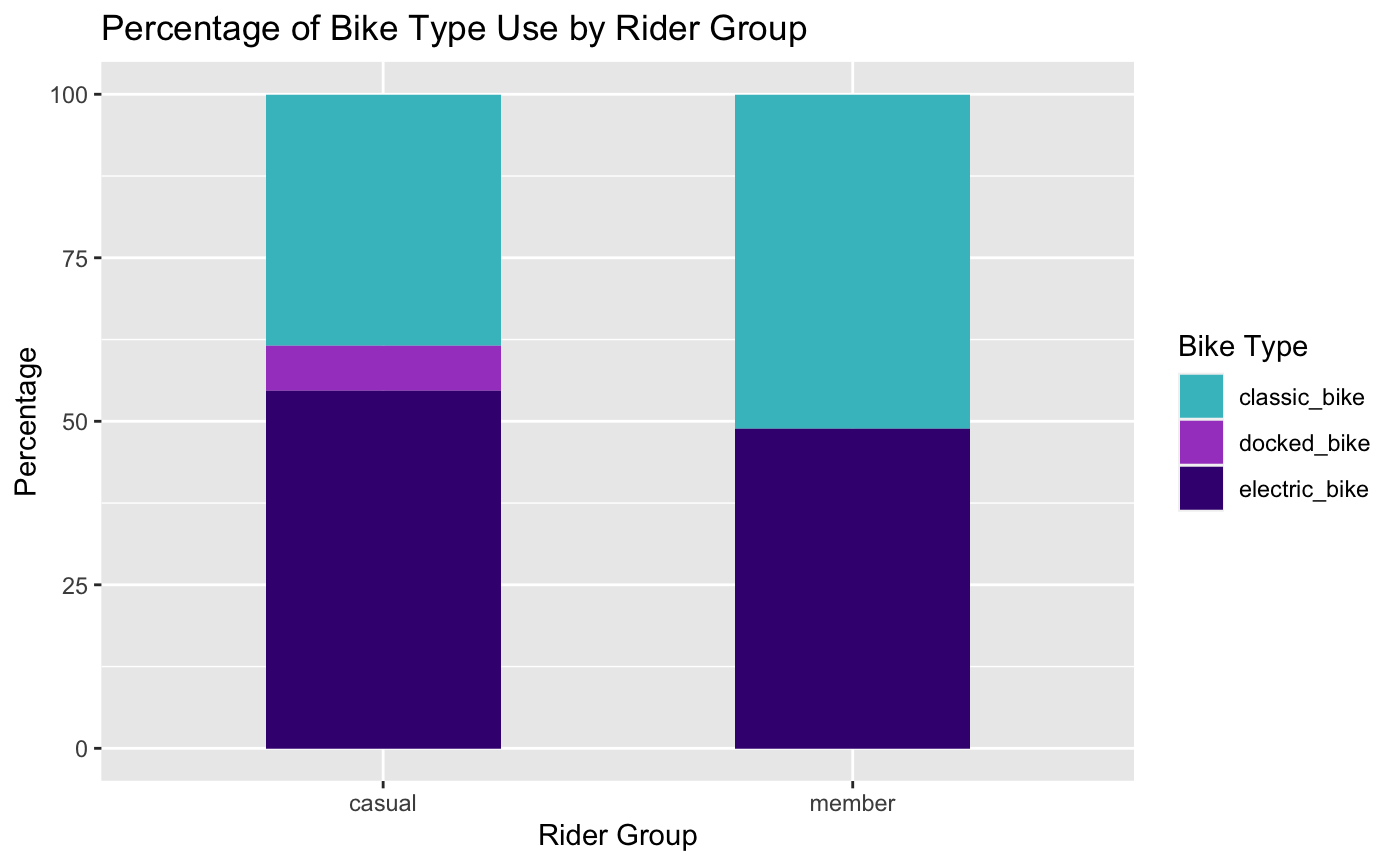 Percentage of Bike Type Use by Rider Group
100
75
50
25
0
Percentage
casual
member
Rider Group
Bike Type
classic_bike
docked_bike
electric_bike